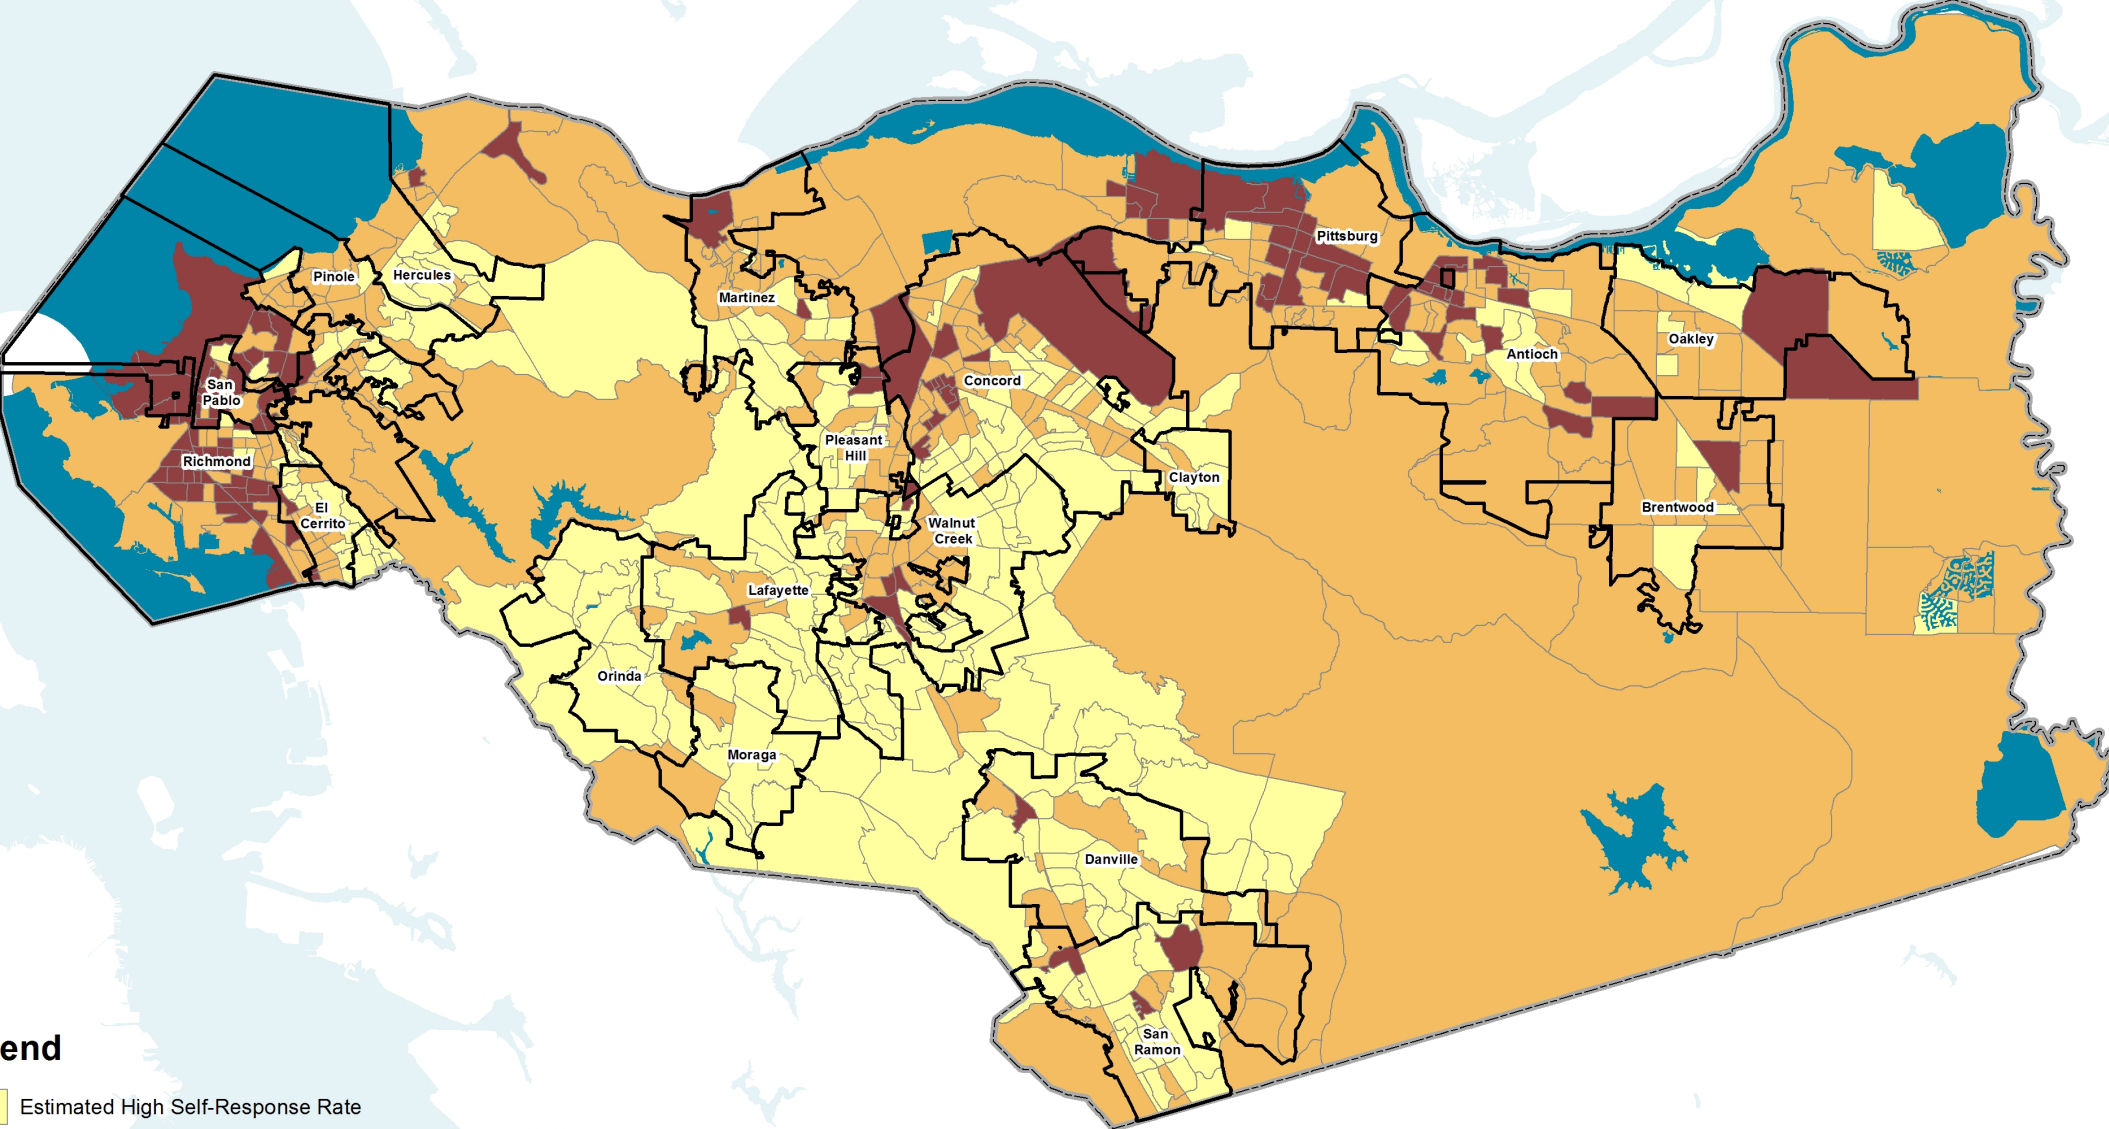 Pinole
Hercules
Martinez
Pittsburg
San
Pablo
Concord
Antioch
Oakley
Richmond
Pleasant
Hill
Clayton
El
Cerrito
Walnut
Creek
Brentwood
Lafayette
Orinda
Moraga
Danville
San
Ramon
end
Estimated High Self-Response Rate